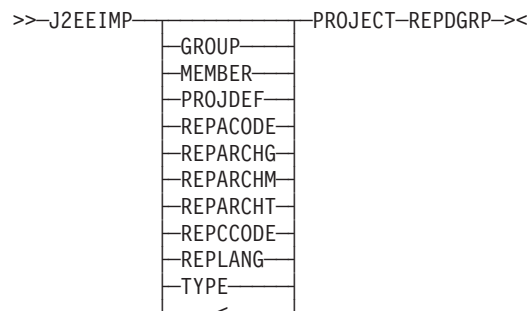 >>─J2EEIMP─┬──────────┬─PROJECT─REPDGRP─><
├─GROUP────┤
├─MEMBER───┤
├─PROJDEF──┤
├─REPACODE─┤
├─REPARCHG─┤
├─REPARCHM─┤
├─REPARCHT─┤
├─REPCCODE─┤
├─REPLANG──┤
├─TYPE─────┤
<